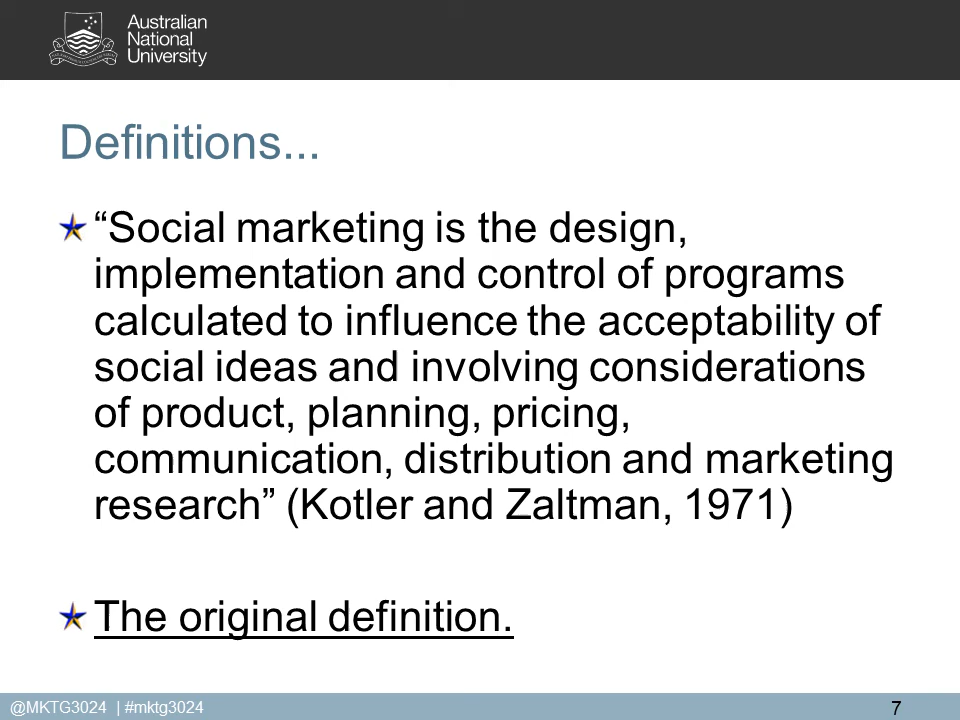 Australian
National
University
Definitions...
“Social marketing is the design,
implementation and control of programs
calculated to influence the acceptability of
social ideas and involving considerations
of product, planning, pricing,
communication, distribution and marketing
research” (Kotler and Zaltman, 1971)
The original definition.
@MKTG3024 | #mktg3024
7